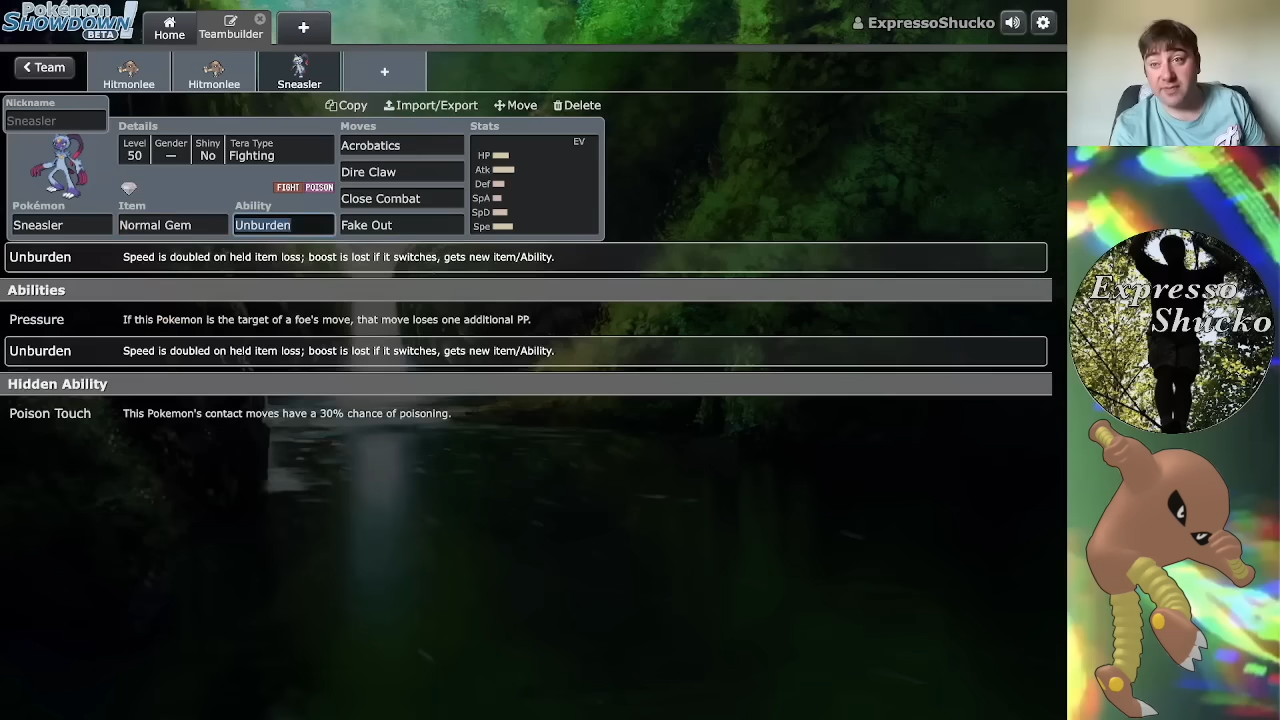 Pokémon
SHOWDOWN!
BETA
Home
Teambuilder
+
ExpressoShucko
< Team
Hitmonlee
Hitmonlee
Sneasler
+
Nickname
Sneasler
Copy
Import/Export
Move
Delete
Details
Moves
Stats
Level
50
Gender
—
Shiny
No
Tera Type
Fighting
FIGHT POISON
Pokémon
Sneasler
Item
Normal Gem
Ability
Unburden
Acrobatics
Dire Claw
Close Combat
Fake Out
EV
HP
Atk
Def
SpA
SpD
Spe
Unburden Speed is doubled on held item loss; boost is lost if it switches, gets new item/Ability.
Abilities
Pressure If this Pokemon is the target of a foe's move, that move loses one additional PP.
Unburden Speed is doubled on held item loss; boost is lost if it switches, gets new item/Ability.
Hidden Ability
Poison Touch This Pokemon's contact moves have a 30% chance of poisoning.
Expresso
Shucko